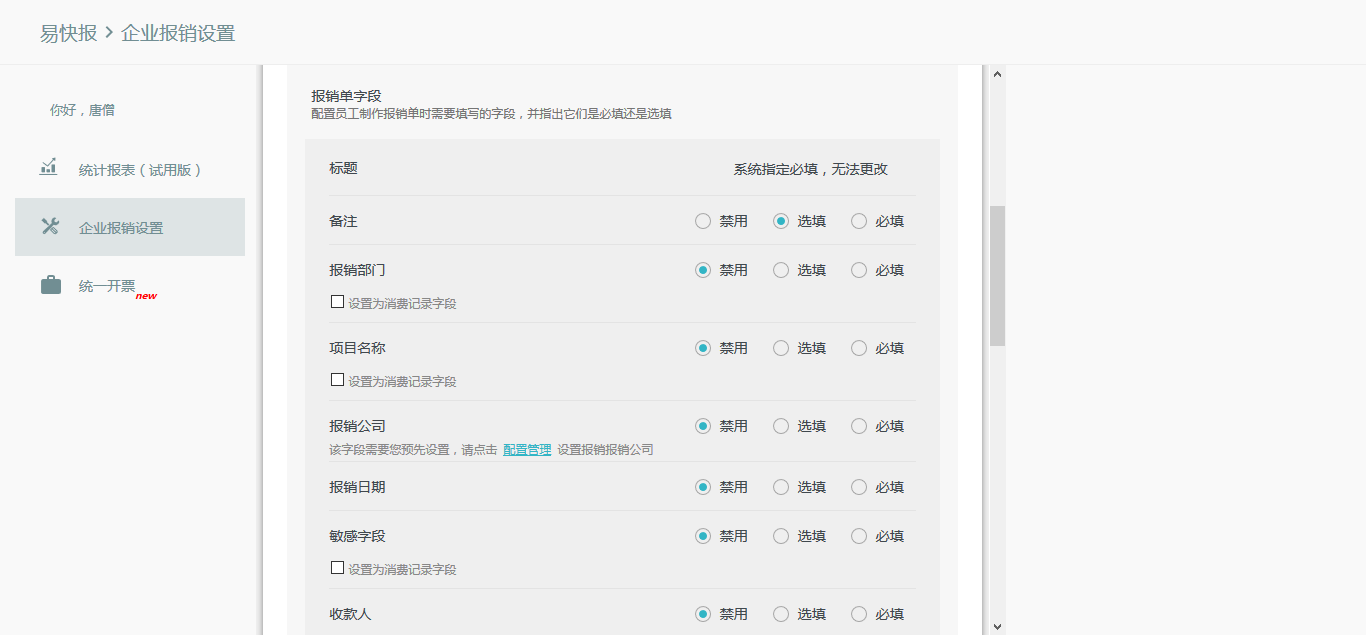 易快报 > 企业报销设置
你好，唐僧
统计报表（试用版）
企业报销设置
统一开票
new
报销单字段
配置员工制作报销单时需要填写的字段，并指出它们是必填还是选填
标题 系统指定必填，无法更改
备注 禁用 选填 必填
报销部门 禁用 选填 必填
设置为消费记录字段
项目名称 禁用 选填 必填
设置为消费记录字段
报销公司 禁用 选填 必填
该字段需要您预先设置，请点击 配置管理 设置报销报销公司
报销日期 禁用 选填 必填
敏感字段 禁用 选填 必填
设置为消费记录字段
收款人 禁用 选填 必填